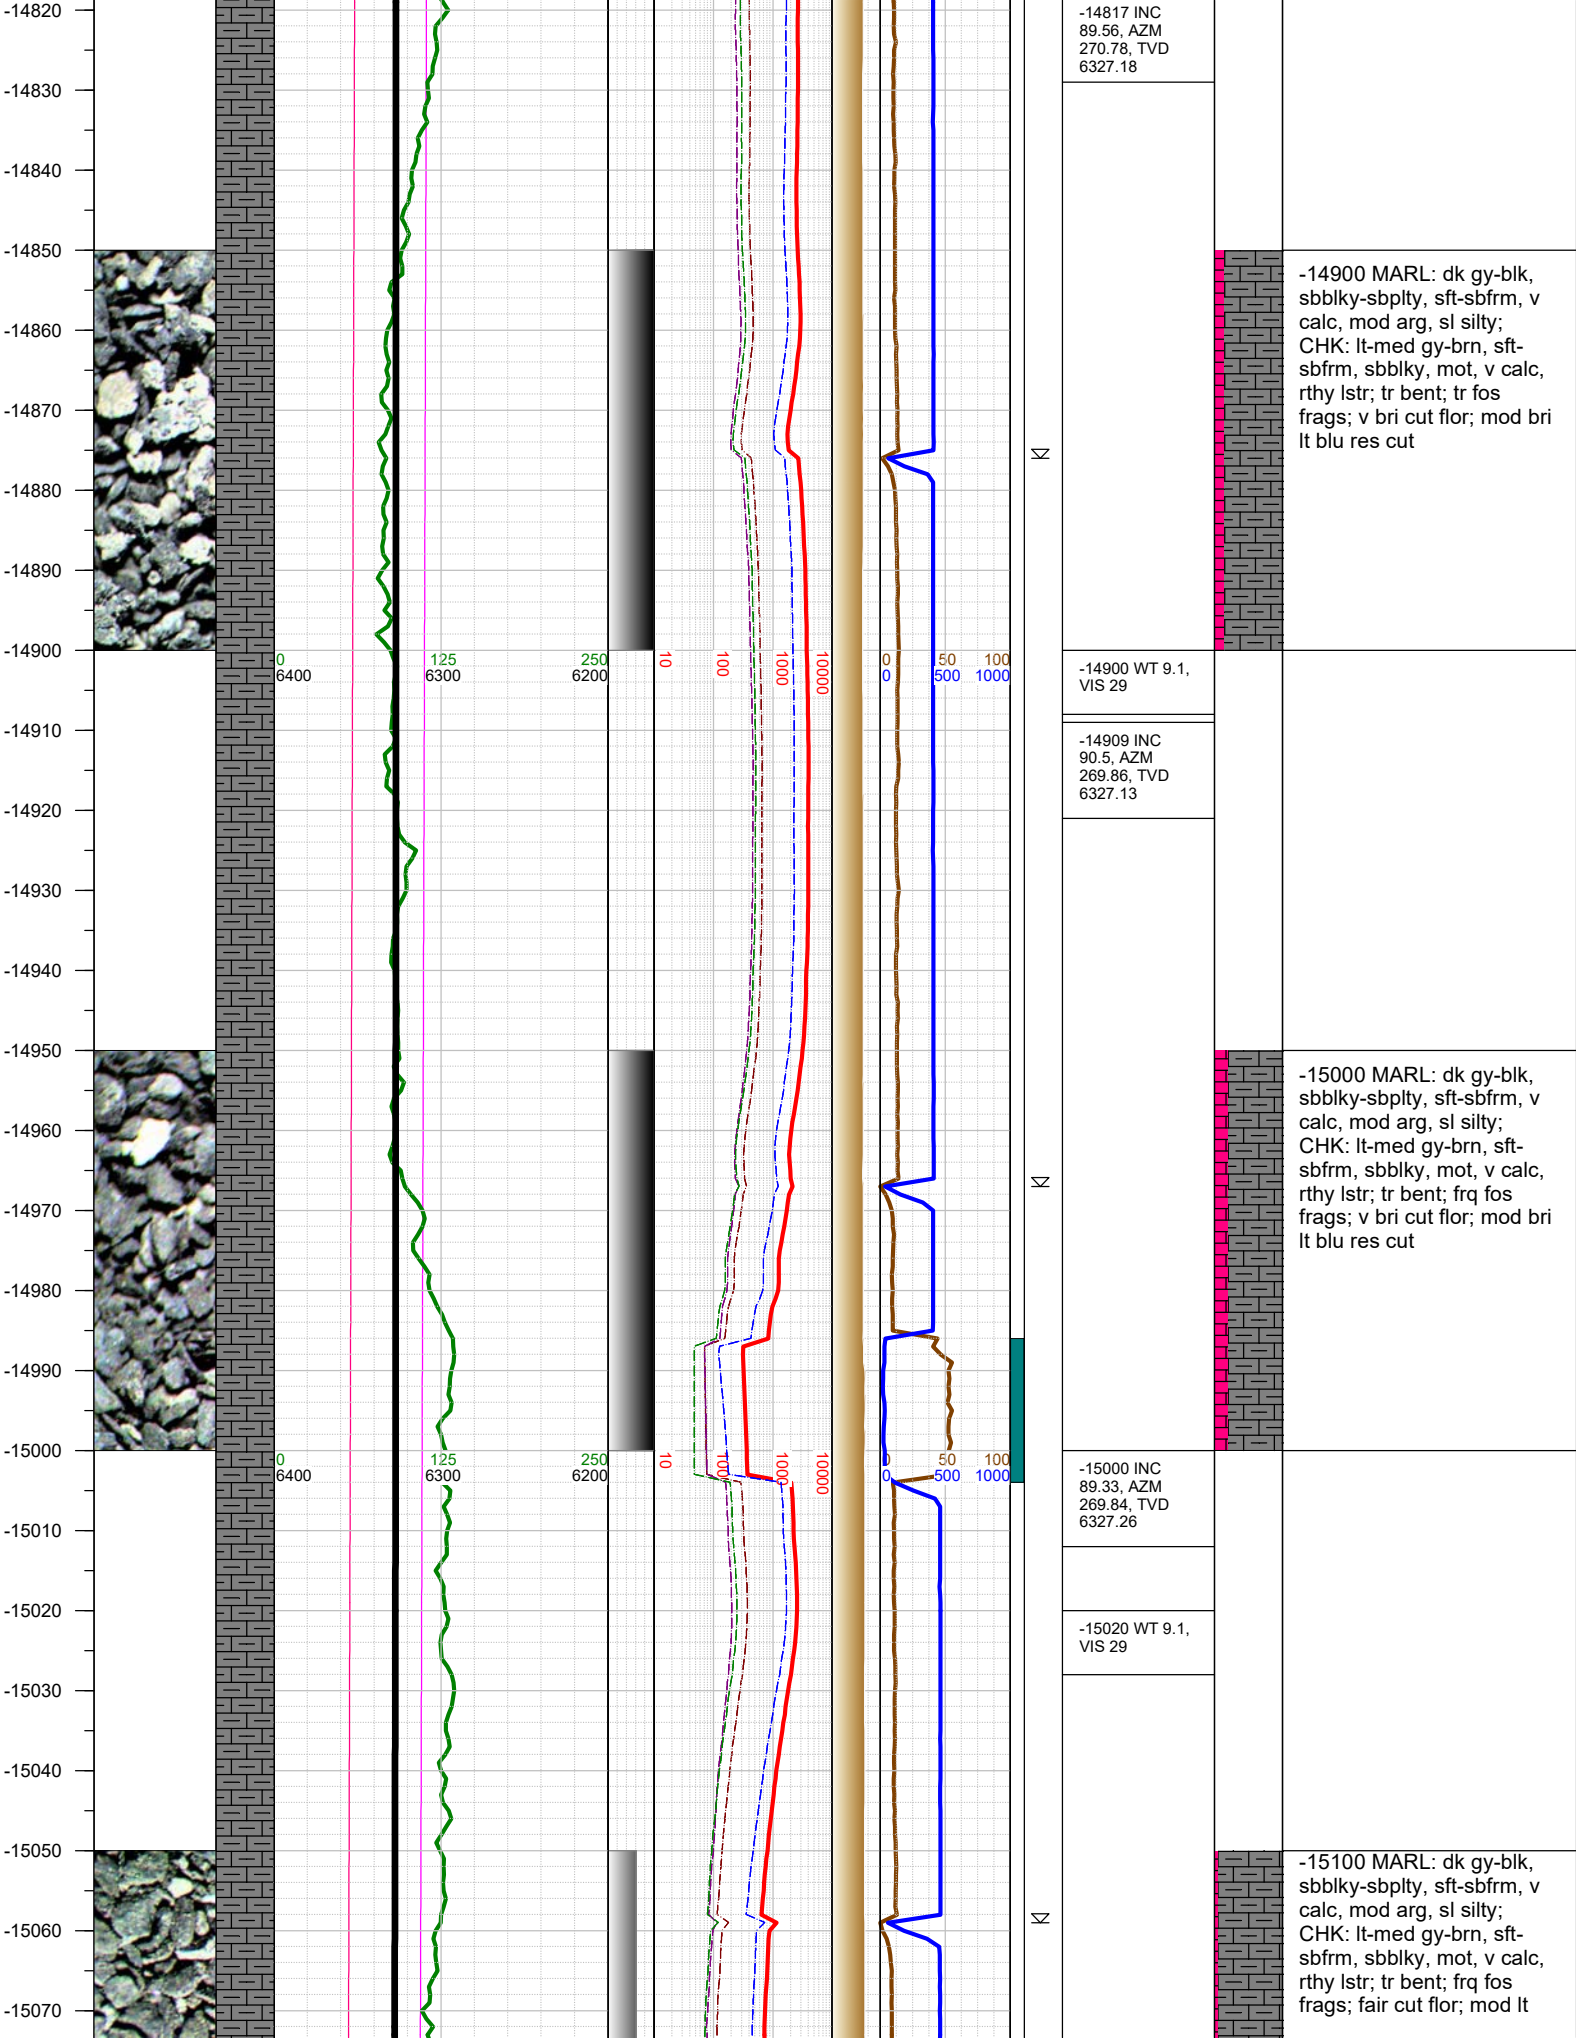 -14820
-14817 INC
89.56, AZM
270.78, TVD
6327.18
-14830
-14840
-14850
-14900 MARL: dk gy-blk,
sbblky-sbplty, sft-sbfrm, v
calc, mod arg, sl silty;
CHK: lt-med gy-brn, sft-
sbfrm, sbblky, mot, v calc,
rthy lstr; tr bent; tr fos
frags; v bri cut flor; mod bri
lt blu res cut
-14860
-14870
-14880
-14890
-14900
0 125 250 10 100 1000 10000 0 50 100
6400 6300 6200 0 500 1000
-14900 WT 9.1,
VIS 29
-14910
-14909 INC
90.5, AZM
269.86, TVD
6327.13
-14920
-14930
-14940
-14950
-15000 MARL: dk gy-blk,
sbblky-sbplty, sft-sbfrm, v
calc, mod arg, sl silty;
CHK: lt-med gy-brn, sft-
sbfrm, sbblky, mot, v calc,
rthy lstr; tr bent; frq fos
frags; v bri cut flor; mod bri
lt blu res cut
-14960
-14970
-14980
-14990
-15000
0 125 250 10 100 1000 10000 0 50 100
6400 6300 6200 0 500 1000
-15000 INC
89.33, AZM
269.84, TVD
6327.26
-15010
-15020
-15020 WT 9.1,
VIS 29
-15030
-15040
-15050
-15100 MARL: dk gy-blk,
sbblky-sbplty, sft-sbfrm, v
calc, mod arg, sl silty;
CHK: lt-med gy-brn, sft-
sbfrm, sbblky, mot, v calc,
rthy lstr; tr bent; frq fos
frags; fair cut flor; mod lt
-15060
-15070